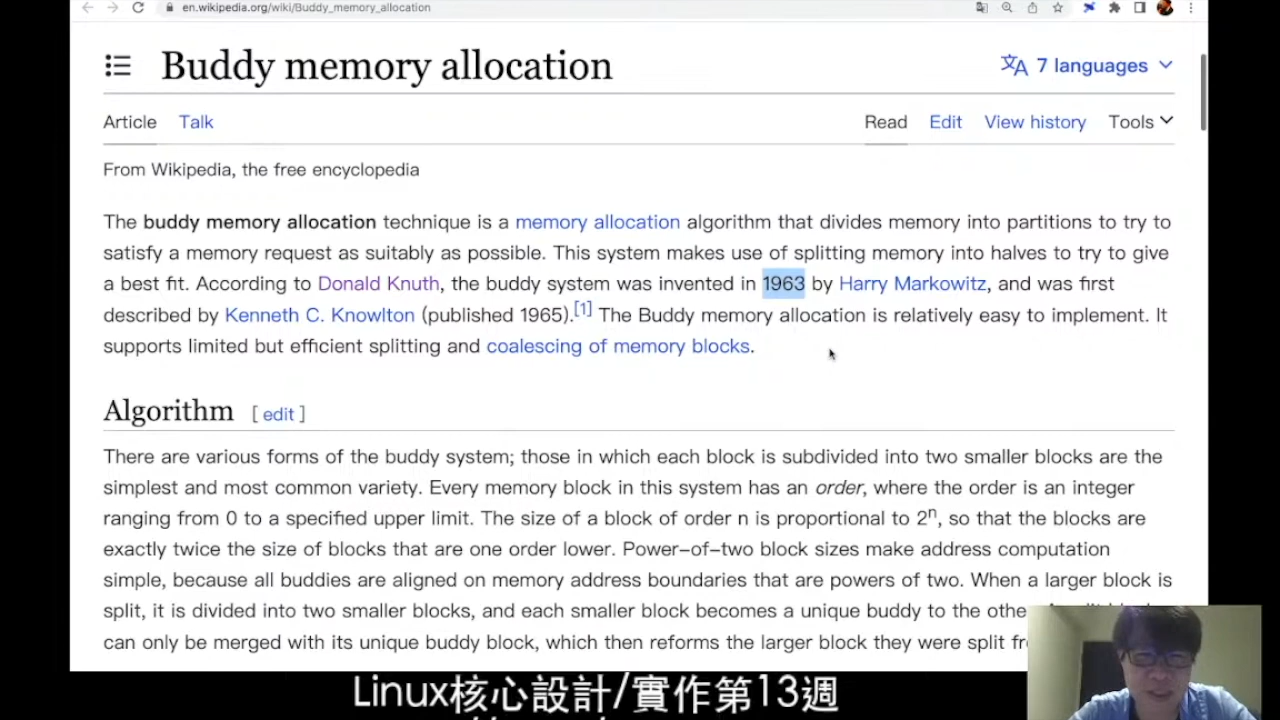 en.wikipedia.org/wiki/Buddy_memory_allocation
Buddy memory allocation
7 languages
Article Talk Read Edit View history Tools
From Wikipedia, the free encyclopedia
The buddy memory allocation technique is a memory allocation algorithm that divides memory into partitions to try to
satisfy a memory request as suitably as possible. This system makes use of splitting memory into halves to try to give
a best fit. According to Donald Knuth, the buddy system was invented in 1963 by Harry Markowitz, and was first
described by Kenneth C. Knowlton (published 1965).[1] The Buddy memory allocation is relatively easy to implement. It
supports limited but efficient splitting and coalescing of memory blocks.
Algorithm [ edit ]
There are various forms of the buddy system; those in which each block is subdivided into two smaller blocks are the
simplest and most common variety. Every memory block in this system has an order, where the order is an integer
ranging from 0 to a specified upper limit. The size of a block of order n is proportional to 2ⁿ, so that the blocks are
exactly twice the size of blocks that are one order lower. Power-of-two block sizes make address computation
simple, because all buddies are aligned on memory address boundaries that are powers of two. When a larger block is
split, it is divided into two smaller blocks, and each smaller block becomes a unique buddy to the
can only be merged with its unique buddy block, which then reforms the larger block they were split
Linux核心設計/實作第13週